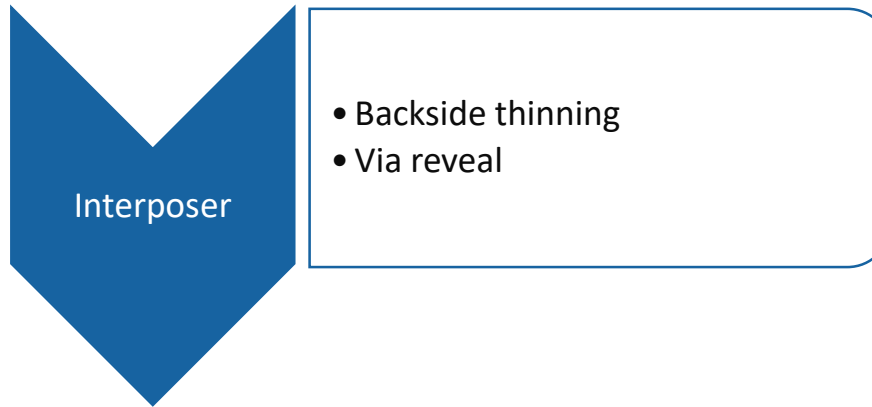 Interposer
• Backside thinning
• Via reveal